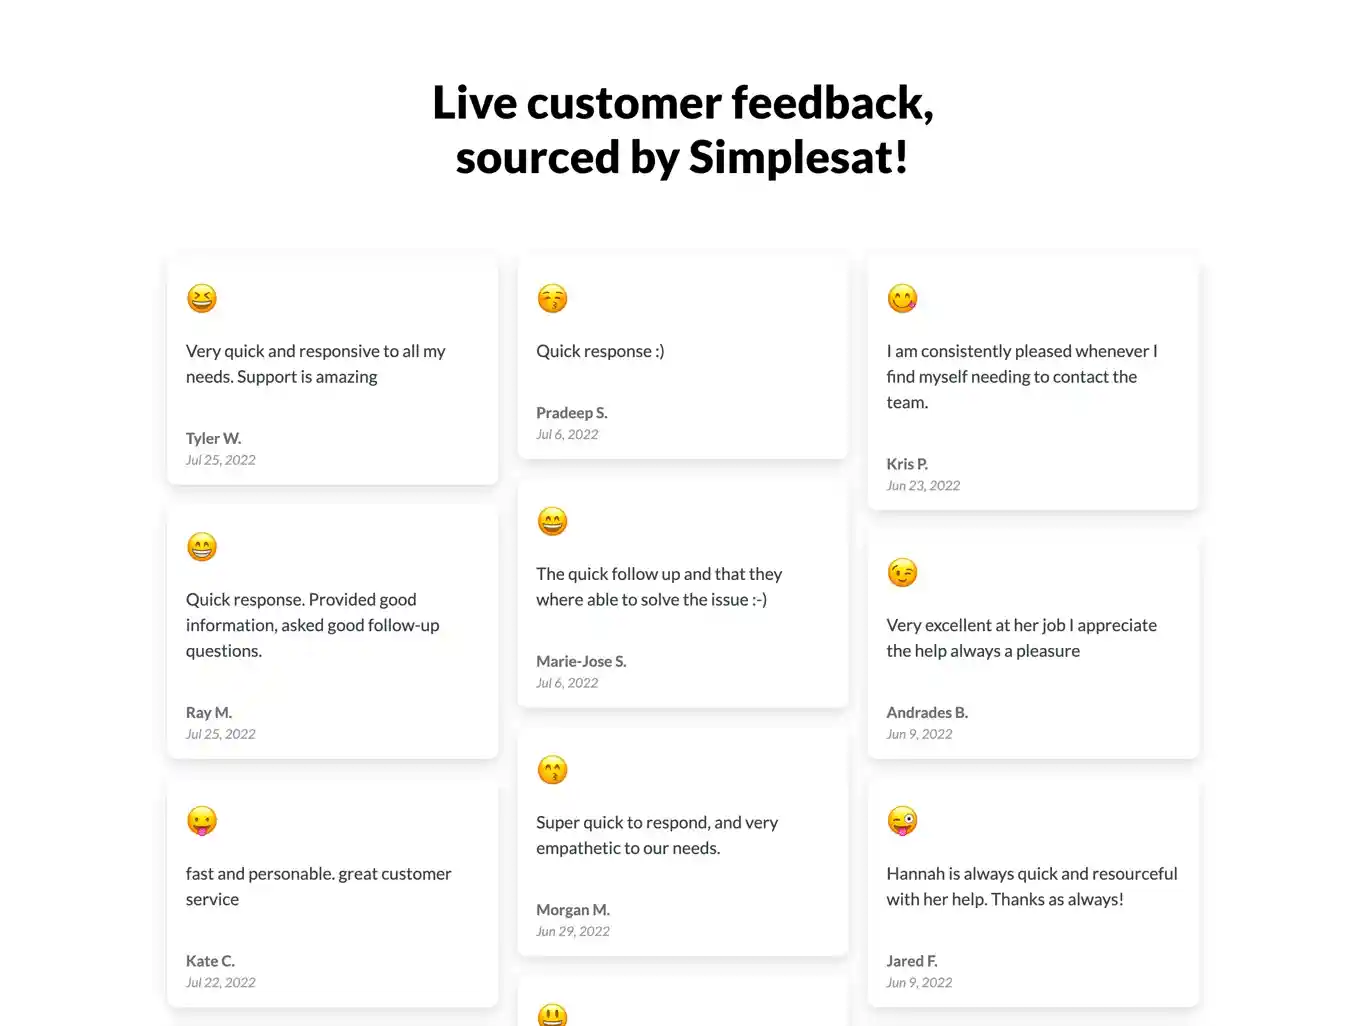 Live customer feedback,
sourced by Simplesat!
Very quick and responsive to all my
needs. Support is amazing
Tyler W.
Jul 25, 2022
Quick response. Provided good
information, asked good follow-up
questions.
Ray M.
Jul 25, 2022
fast and personable. great customer
service
Kate C.
Jul 22, 2022
Quick response :)
Pradeep S.
Jul 6, 2022
The quick follow up and that they
where able to solve the issue :-)
Marie-Jose S.
Jul 6, 2022
Super quick to respond, and very
empathetic to our needs.
Morgan M.
Jun 29, 2022
I am consistently pleased whenever I
find myself needing to contact the
team.
Kris P.
Jun 23, 2022
Very excellent at her job I appreciate
the help always a pleasure
Andrades B.
Jun 9, 2022
Hannah is always quick and resourceful
with her help. Thanks as always!
Jared F.
Jun 9, 2022